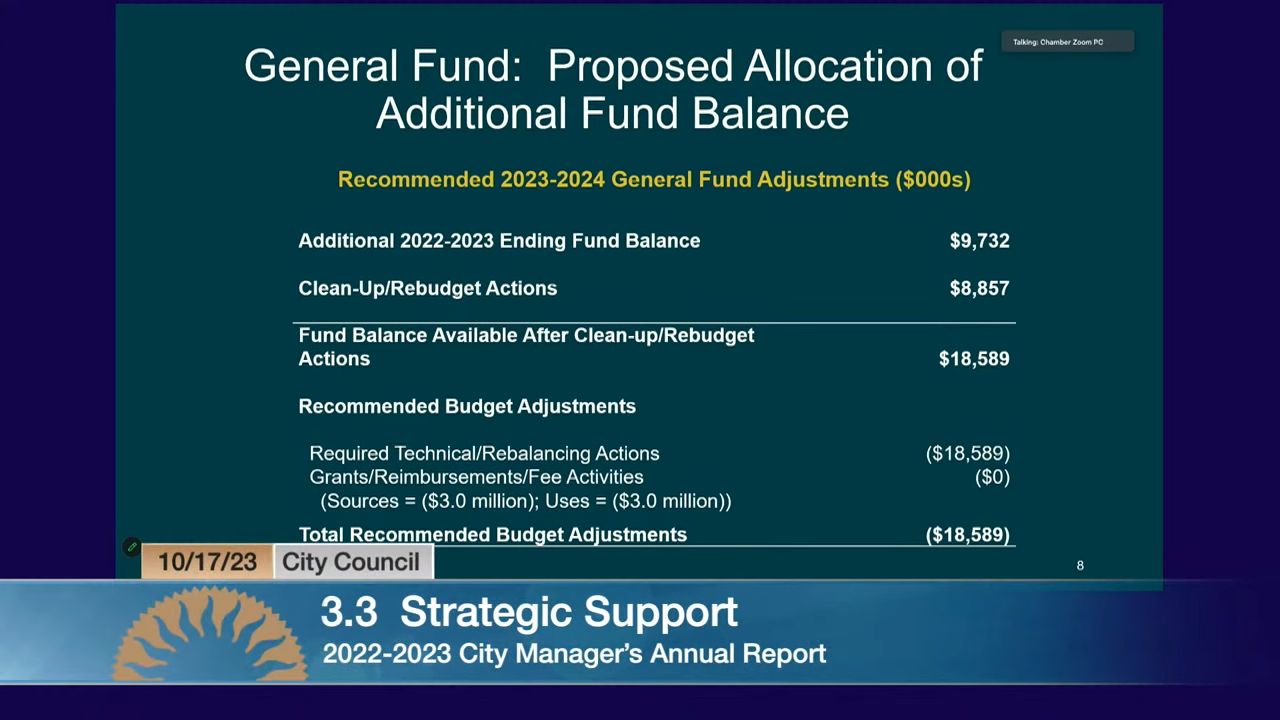 Talking: Chamber Zoom PC
General Fund: Proposed Allocation of
Additional Fund Balance
Recommended 2023-2024 General Fund Adjustments ($000s)
Additional 2022-2023 Ending Fund Balance $9,732
Clean-Up/Rebudget Actions $8,857
Fund Balance Available After Clean-up/Rebudget
Actions $18,589
Recommended Budget Adjustments
Required Technical/Rebalancing Actions ($18,589)
Grants/Reimbursements/Fee Activities ($0)
(Sources = ($3.0 million); Uses = ($3.0 million))
Total Recommended Budget Adjustments ($18,589)
10/17/23 City Council
8
3.3 Strategic Support
2022-2023 City Manager's Annual Report